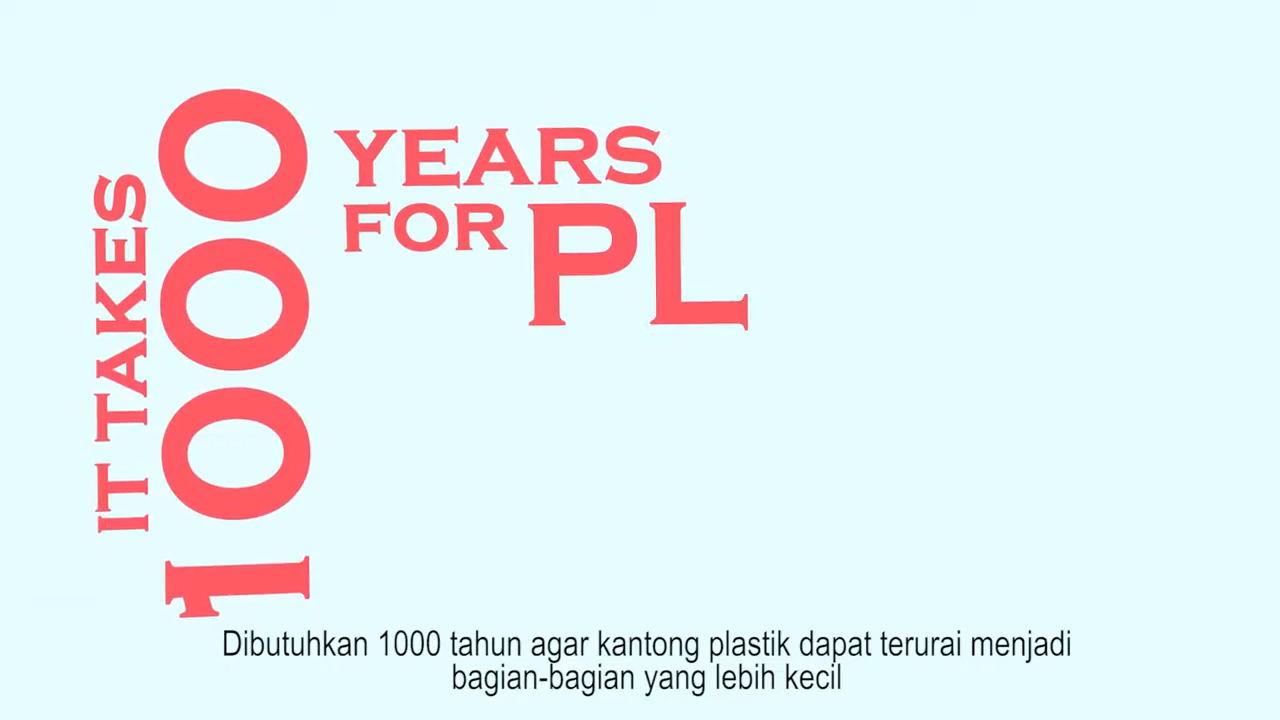 IT TAKES
1000
YEARS
FOR PL
Dibutuhkan 1000 tahun agar kantong plastik dapat terurai menjadi
bagian-bagian yang lebih kecil